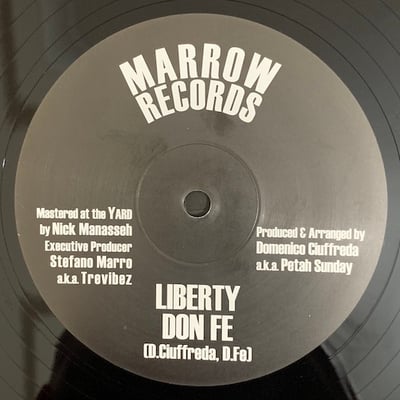 MARROW
RECORDS
Mastered at the YARD
by Nick Manasseh
Executive Producer
Stefano Marro
a.k.a Trevibez
Produced & Arranged by
Domenico Ciuffreda
a.k.a. Petah Sunday
LIBERTY
DON FE
(D.Ciuffreda, D.Fe)